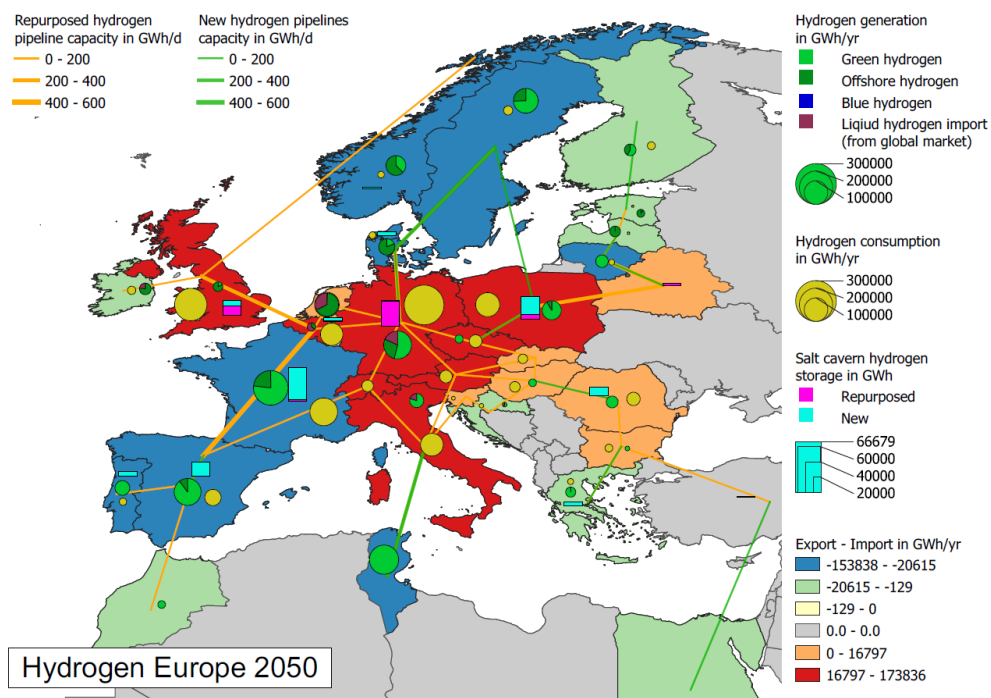 Repurposed hydrogen
pipeline capacity in GWh/d
0 - 200
200 - 400
400 - 600
New hydrogen pipelines
capacity in GWh/d
0 - 200
200 - 400
400 - 600
Hydrogen generation
in GWh/yr
Green hydrogen
Offshore hydrogen
Blue hydrogen
Liqiud hydrogen import
(from global market)
300000
200000
100000
Hydrogen consumption
in GWh/yr
300000
200000
100000
Salt cavern hydrogen
storage in GWh
Repurposed
New
66679
60000
40000
20000
Export - Import in GWh/yr
-153838 - -20615
-20615 - -129
-129 - 0
0.0 - 0.0
0 - 16797
16797 - 173836
Hydrogen Europe 2050